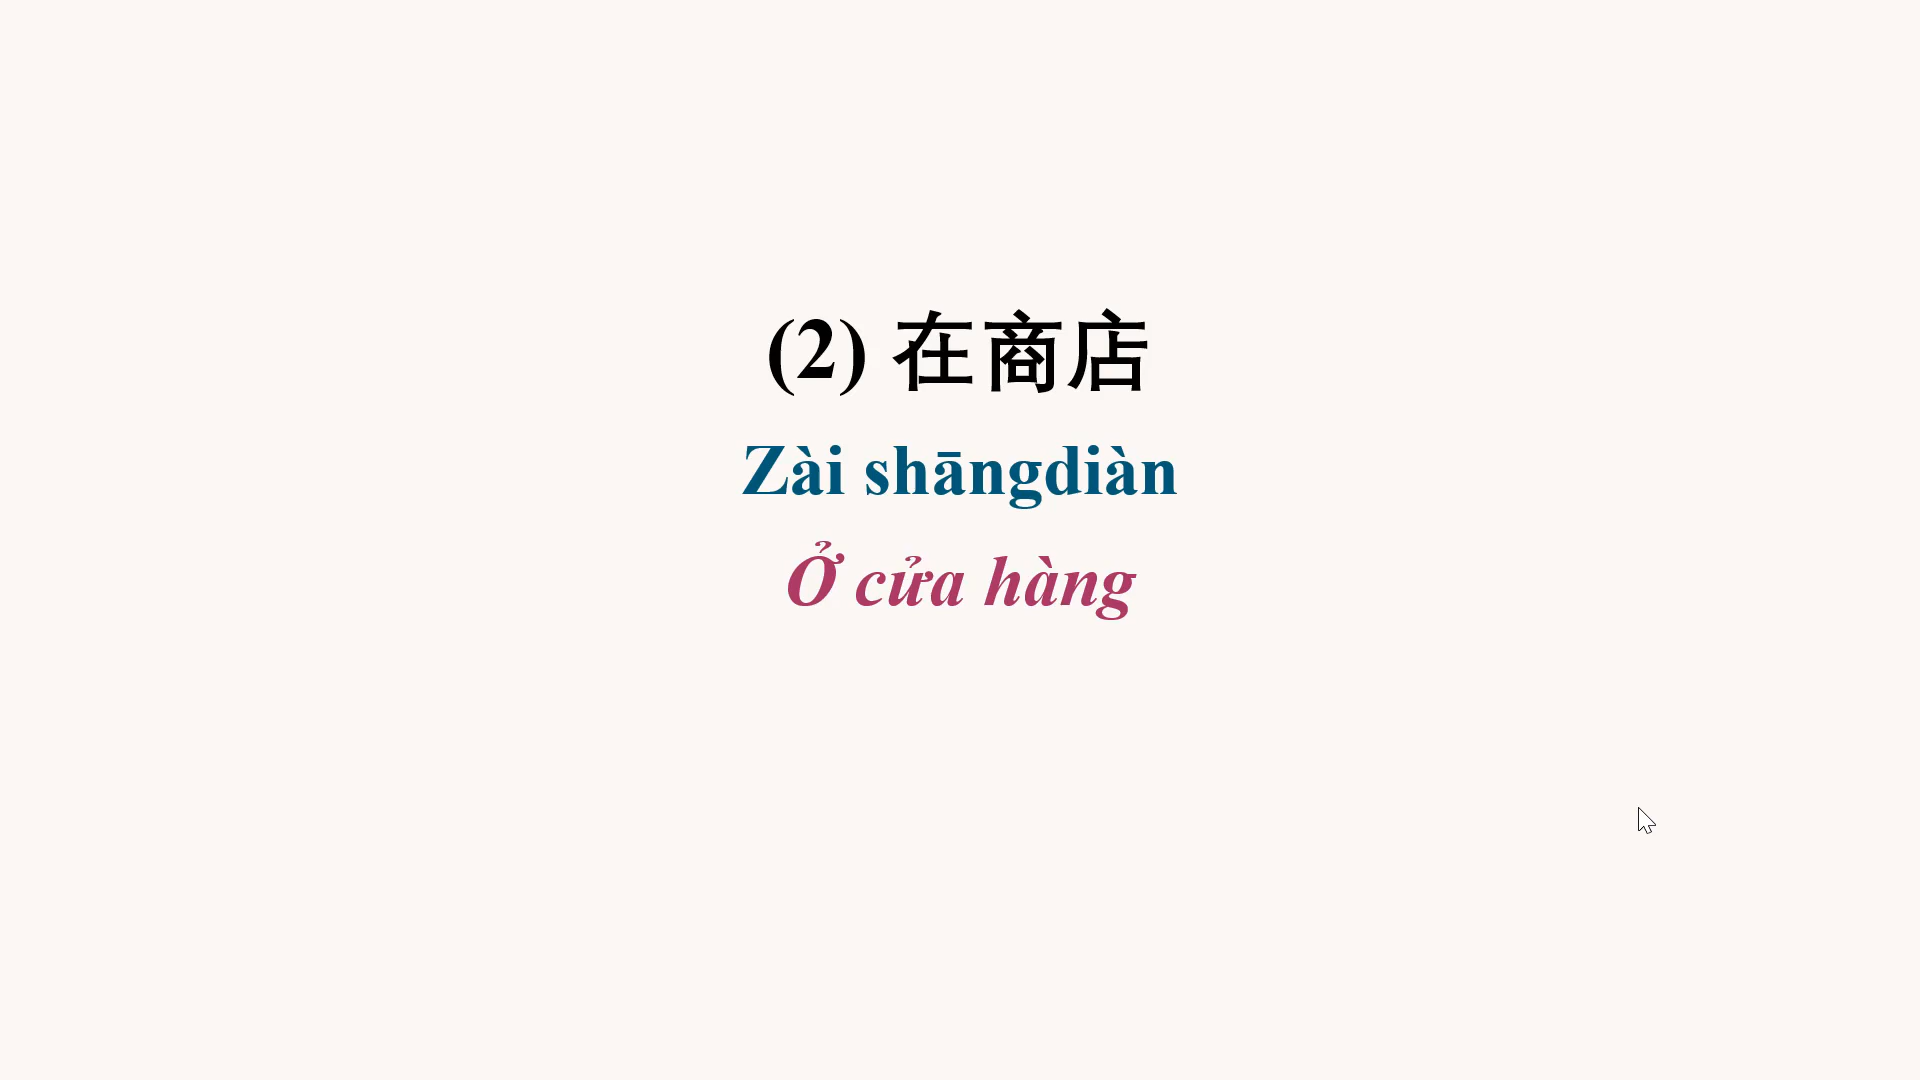 (2) 在商店
Zài shāngdiàn
Ở cửa hàng